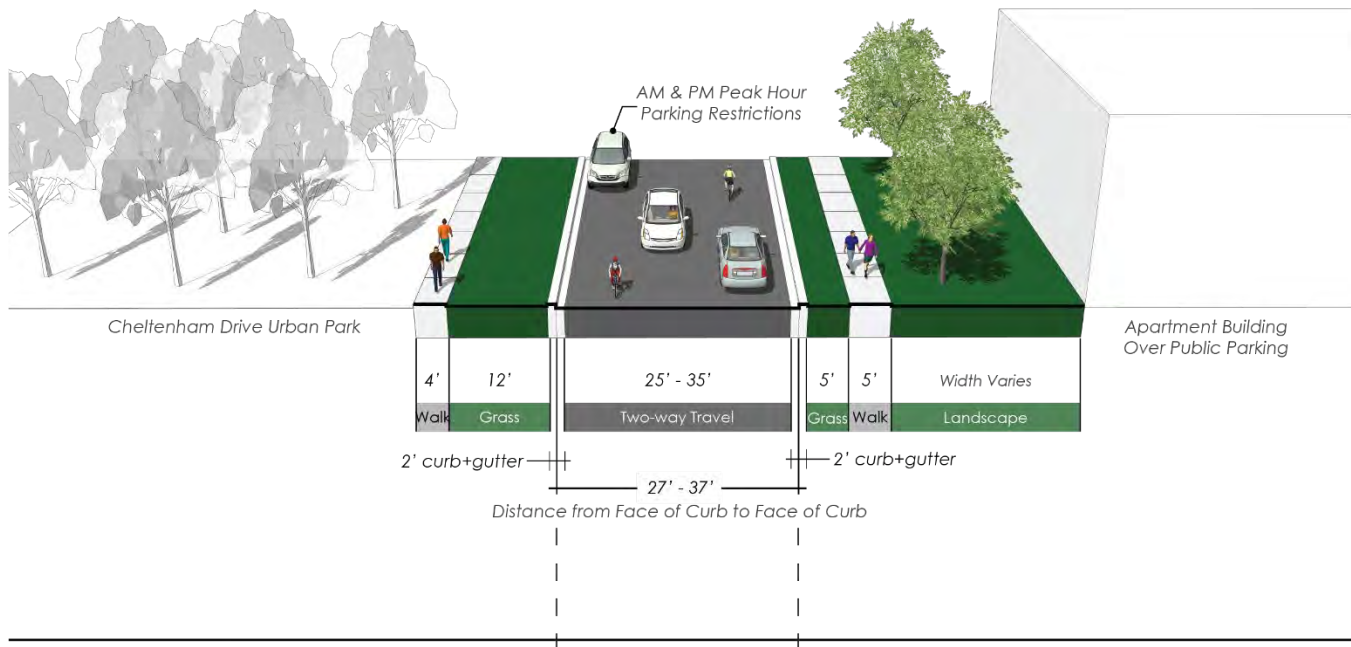 AM & PM Peak Hour
Parking Restrictions
Cheltenham Drive Urban Park
Apartment Building
Over Public Parking
4' 12' 25' - 35' 5' 5' Width Varies
Walk Grass Two-way Travel Grass Walk Landscape
2' curb+gutter 2' curb+gutter
27' - 37'
Distance from Face of Curb to Face of Curb